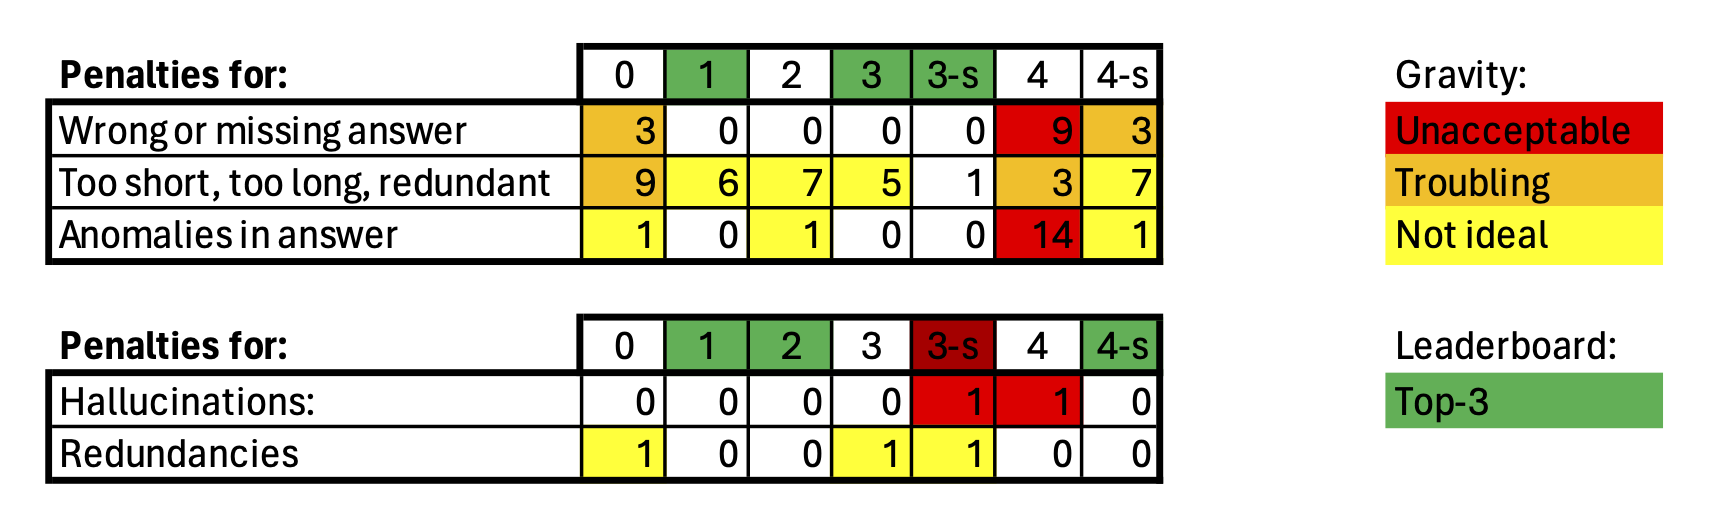 Penalties for: 0 1 2 3 3-s 4 4-s Gravity:
Wrong or missing answer 3 0 0 0 0 9 3 Unacceptable
Too short, too long, redundant 9 6 7 5 1 3 7 Troubling
Anomalies in answer 1 0 1 0 0 14 1 Not ideal
Penalties for: 0 1 2 3 3-s 4 4-s Leaderboard:
Hallucinations: 0 0 0 0 1 1 0 Top-3
Redundancies 1 0 0 1 1 0 0